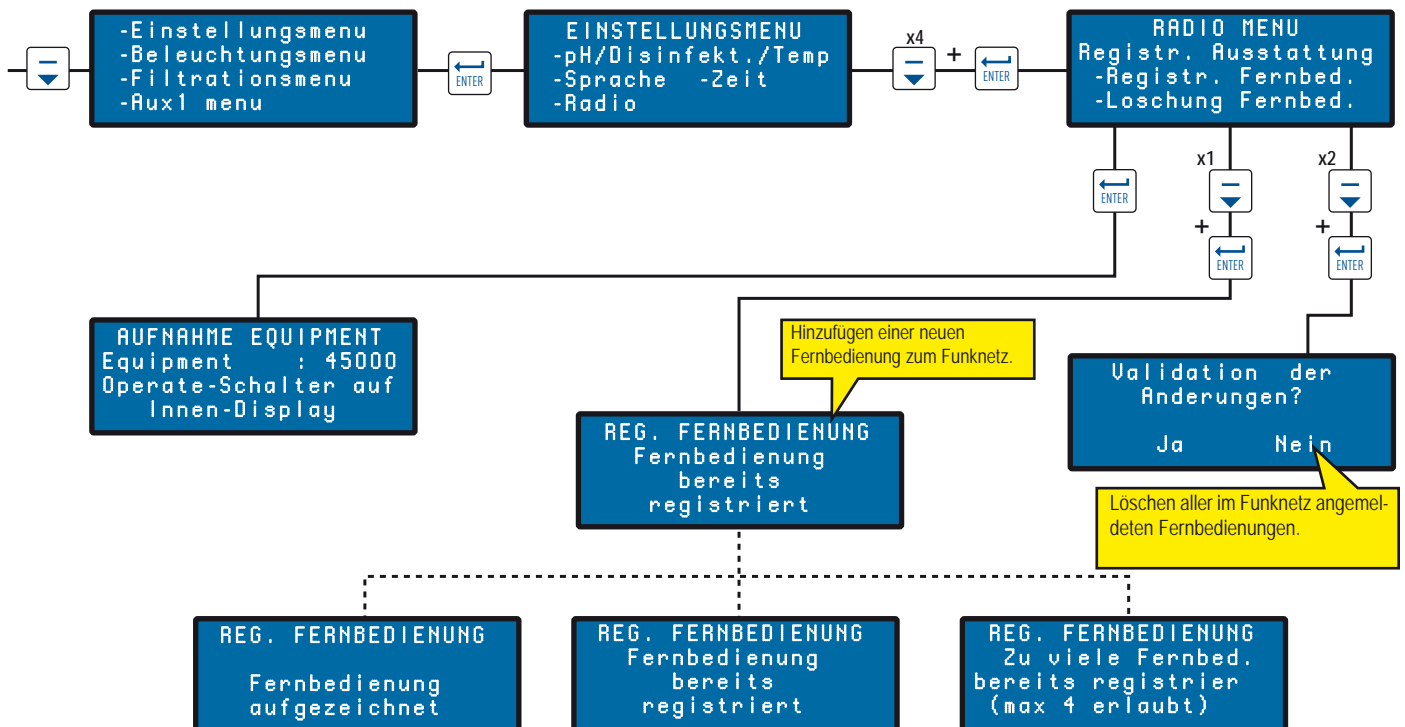 -Einstellungsmenu
-Beleuchtungsmenu
-Filtrationsmenu
-Aux1 menu
ENTER
EINSTELLUNGSMENU
-pH/Disinfekt./Temp
-Sprache -Zeit
-Radio
x4
+
ENTER
RADIO MENU
Registr. Ausstattung
-Registr. Fernbed.
-Loschung Fernbed.
ENTER
x1
+
ENTER
x2
+
ENTER
AUFNAHME EQUIPMENT
Equipment : 45000
Operate-Schalter auf
Innen-Display
Hinzufügen einer neuen
Fernbedienung zum Funknetz.
REG. FERNBEDIENUNG
Fernbedienung
bereits
registriert
Validation der
Anderungen?
Ja Nein
Löschen aller im Funknetz angemel-
deten Fernbedienungen.
REG. FERNBEDIENUNG
Fernbedienung
aufgezeichnet
REG. FERNBEDIENUNG
Fernbedienung
bereits
registriert
REG. FERNBEDIENUNG
Zu viele Fernbed.
bereits registrier
(max 4 erlaubt)